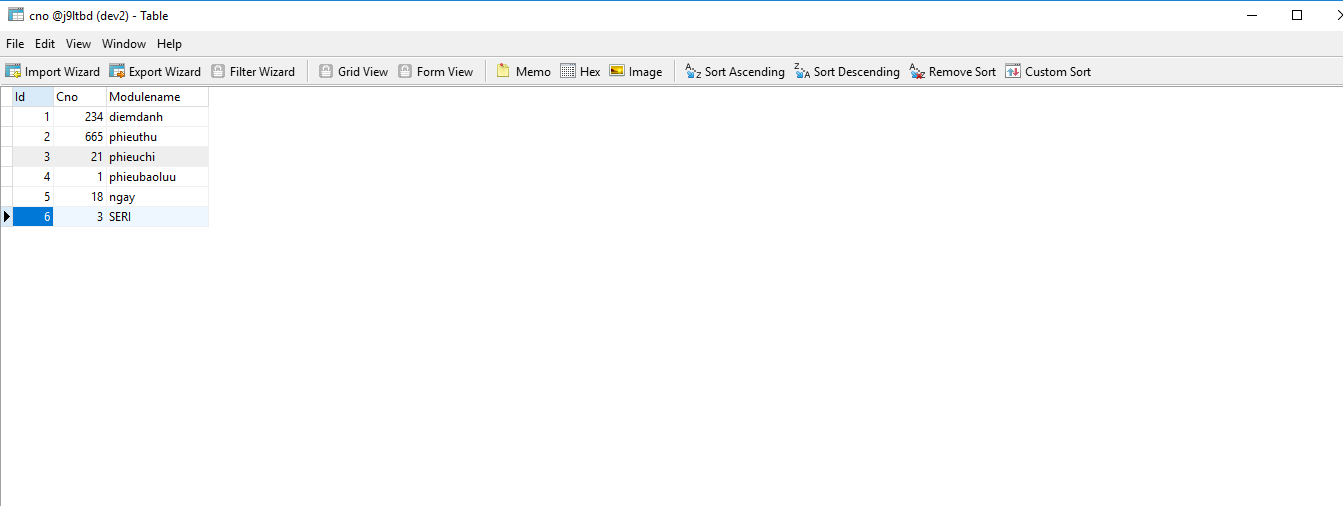 cno @j9ltbd (dev2) - Table
File Edit View Window Help
Import Wizard Export Wizard Filter Wizard Grid View Form View Memo Hex Image Sort Ascending Sort Descending Remove Sort Custom Sort
Id Cno Modulename
1 234 diemdanh
2 665 phieuthu
3 21 phieuchi
4 1 phieubaoluu
5 18 ngay
6 3 SERI